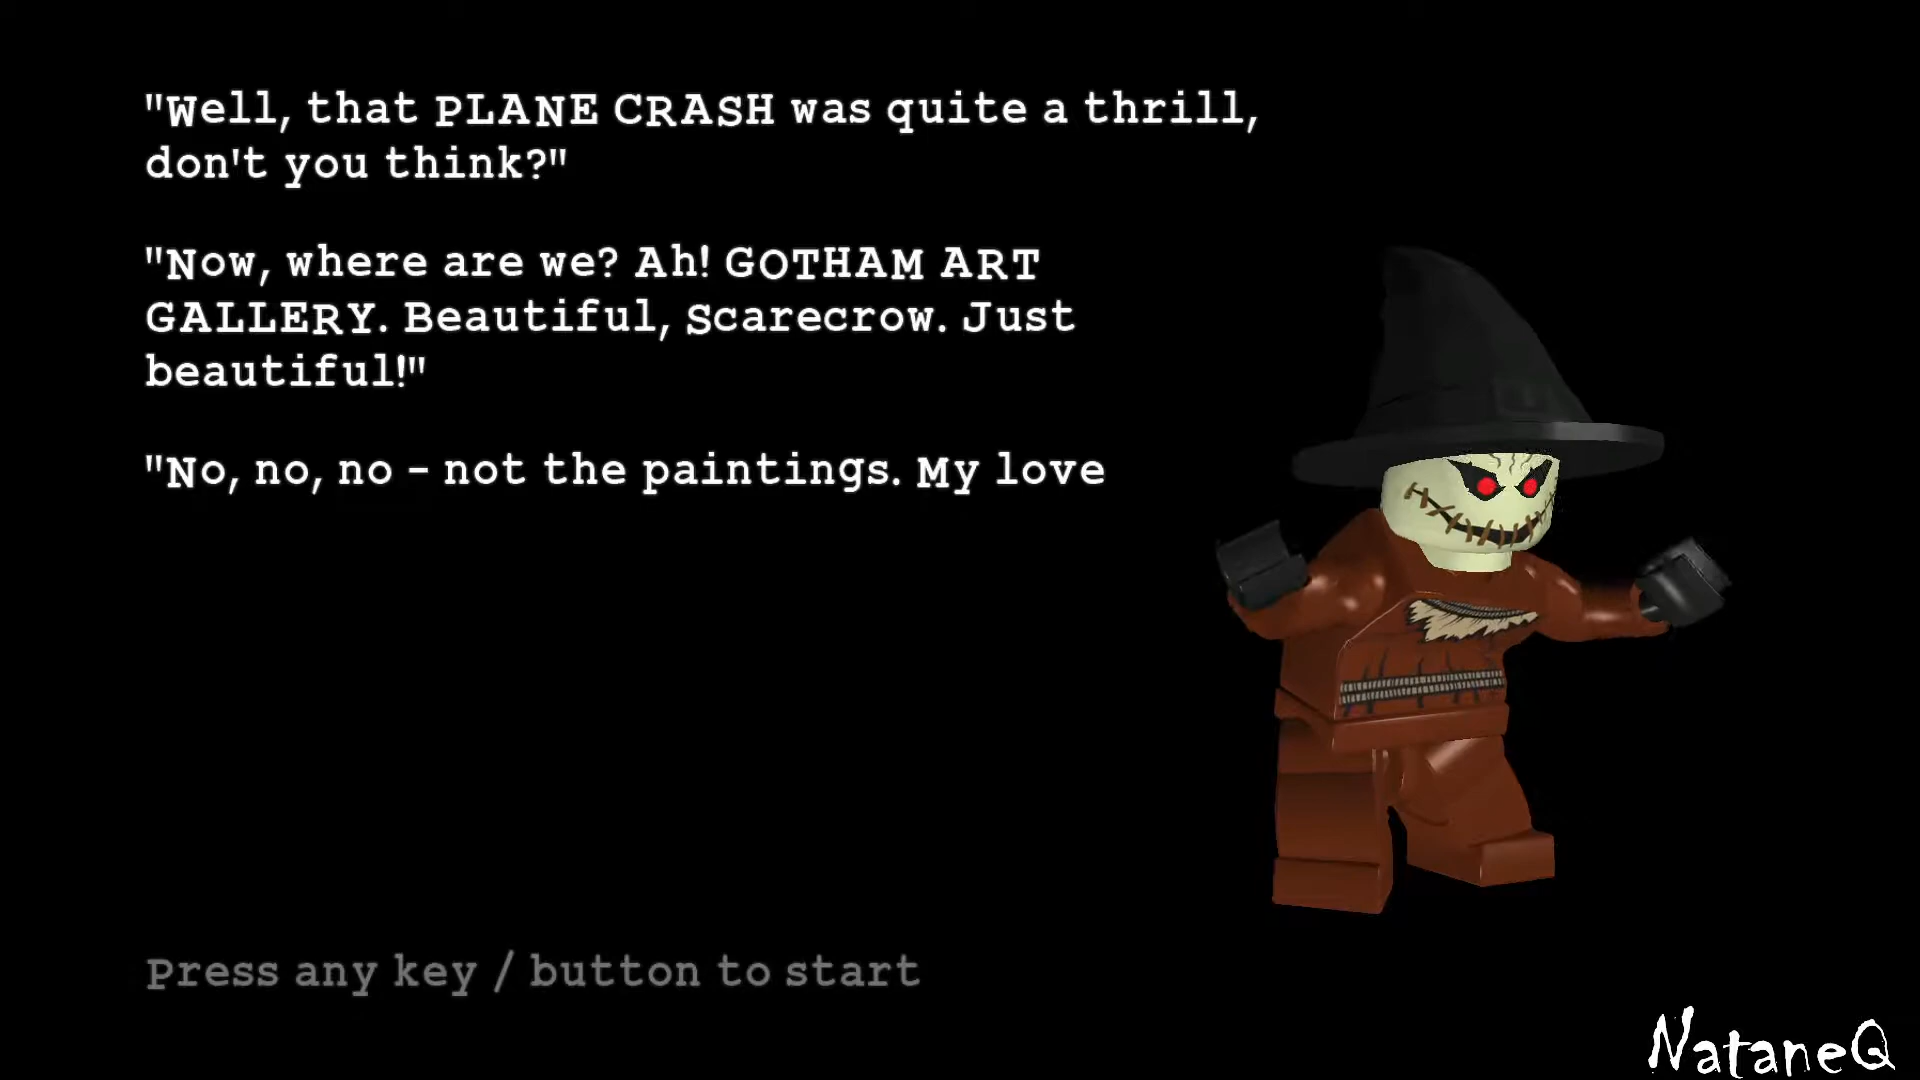 "Well, that PLANE CRASH was quite a thrill,
don't you think?"
"Now, where are we? Ah! GOTHAM ART
GALLERY. Beautiful, Scarecrow. Just
beautiful!"
"No, no, no - not the paintings. My love
Press any key / button to start
NataneQ